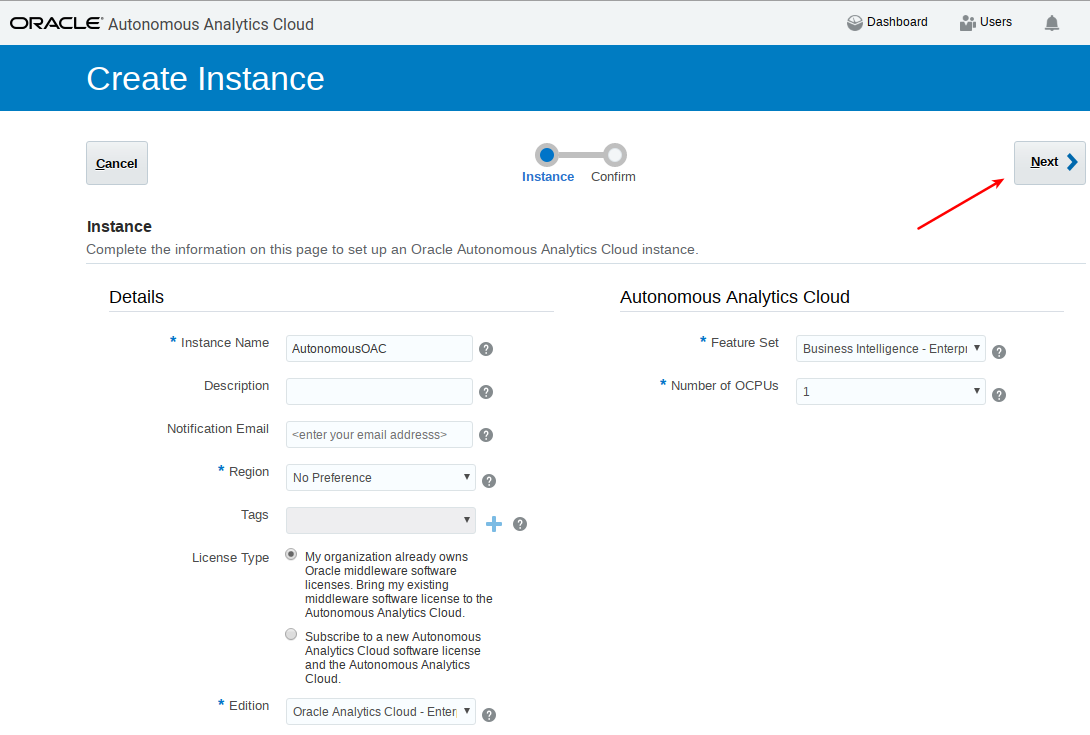 ORACLE Autonomous Analytics Cloud
Dashboard
Users
Create Instance
Cancel
Instance
Confirm
Next
Instance
Complete the information on this page to set up an Oracle Autonomous Analytics Cloud instance.
Details
* Instance Name
AutonomousOAC
Description
Notification Email
<enter your email addresss>
* Region
No Preference
Tags
License Type
My organization already owns
Oracle middleware software
licenses. Bring my existing
middleware software license to the
Autonomous Analytics Cloud.
Subscribe to a new Autonomous
Analytics Cloud software license
and the Autonomous Analytics
Cloud.
* Edition
Oracle Analytics Cloud - Enter
Autonomous Analytics Cloud
* Feature Set
Business Intelligence - Enterp
* Number of OCPUs
1